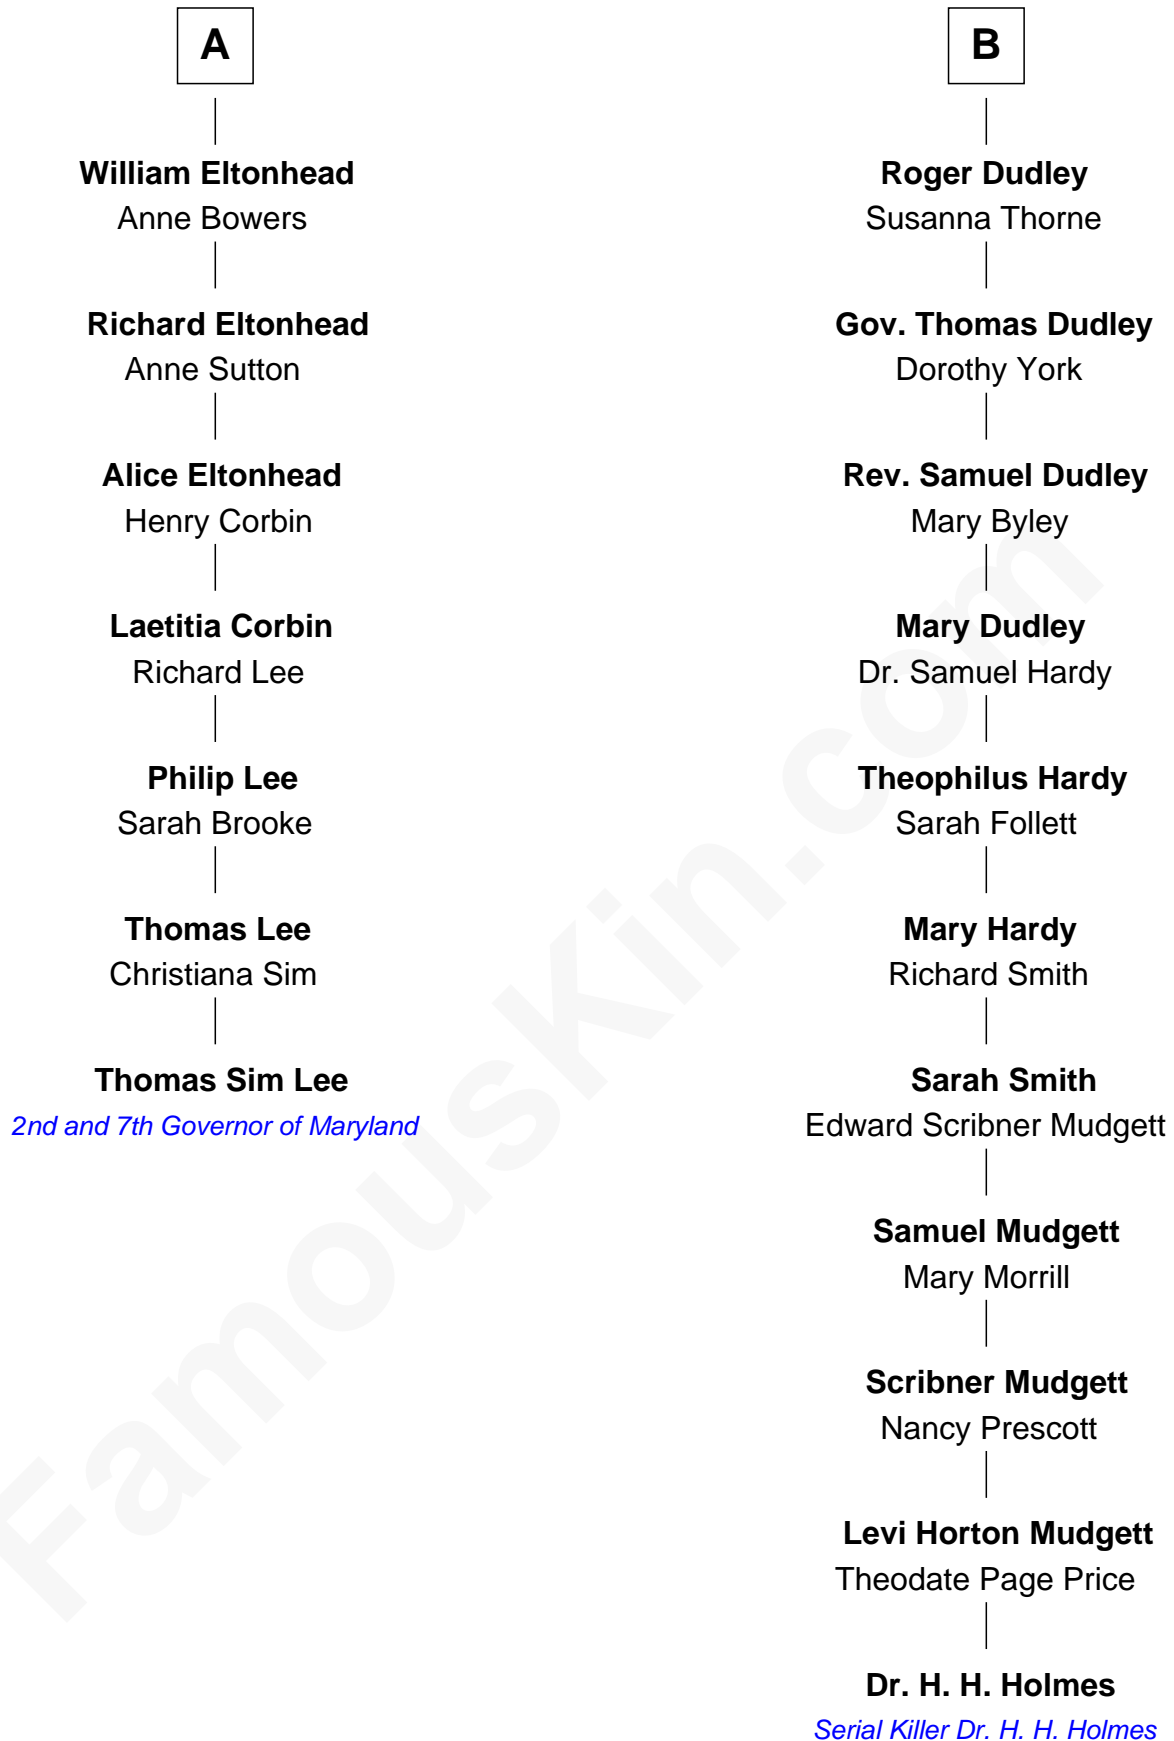 A
William Eltonhead
Anne Bowers
Richard Eltonhead
Anne Sutton
Alice Eltonhead
Henry Corbin
Laetitia Corbin
Richard Lee
Philip Lee
Sarah Brooke
Thomas Lee
Christiana Sim
Thomas Sim Lee
2nd and 7th Governor of Maryland
B
Roger Dudley
Susanna Thorne
Gov. Thomas Dudley
Dorothy York
Rev. Samuel Dudley
Mary Byley
Mary Dudley
Dr. Samuel Hardy
Theophilus Hardy
Sarah Follett
Mary Hardy
Richard Smith
Sarah Smith
Edward Scribner Mudgett
Samuel Mudgett
Mary Morrill
Scribner Mudgett
Nancy Prescott
Levi Horton Mudgett
Theodate Page Price
Dr. H. H. Holmes
Serial Killer Dr. H. H. Holmes
FamousKin.com